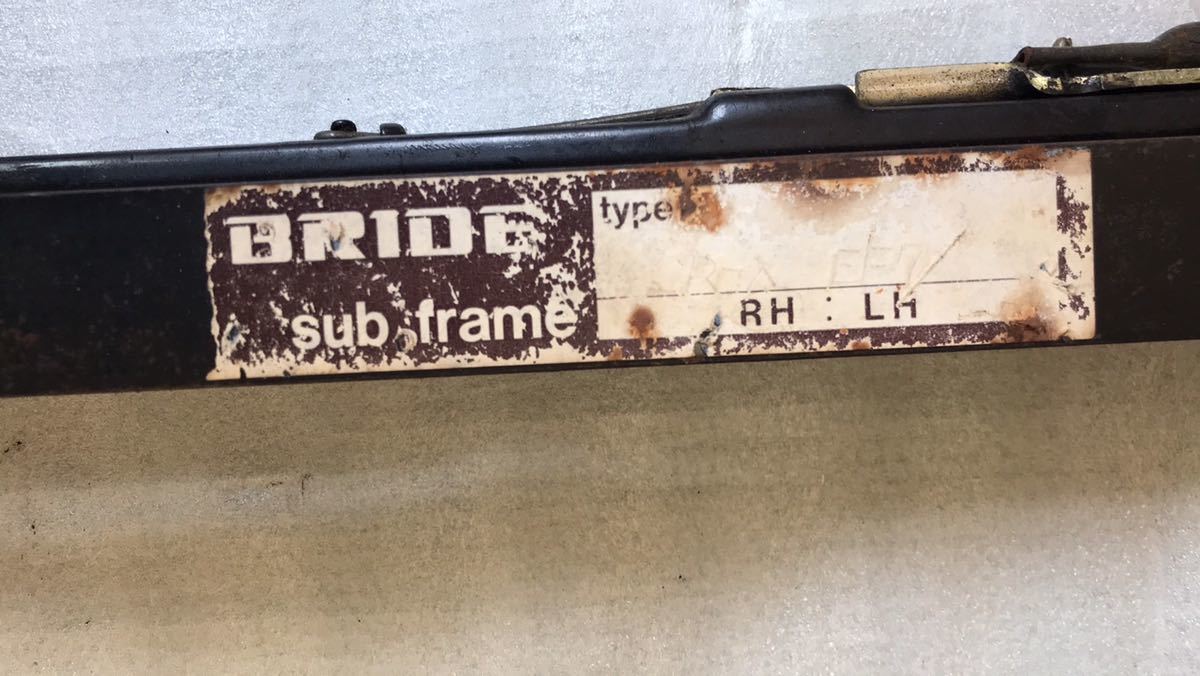 BRIDE
sub frame
type
RH : LH